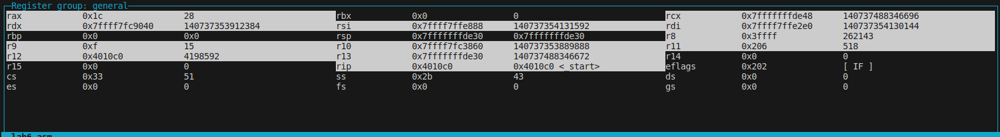 Register group: general
rax 0x1c 28 rbx 0x0 0 rcx 0x7fffffffde48 140737488346696
rdx 0x7ffff7fc9040 140737353912384 rsi 0x7ffff7ffe888 140737354131592 rdi 0x7ffff7ffe2e0 140737354130144
rbp 0x0 0x0 rsp 0x7fffffffde30 0x7fffffffde30 r8 0x3ffff 262143
r9 0xf 15 r10 0x7ffff7fc3860 140737353889888 r11 0x206 518
r12 0x4010c0 4198592 r13 0x7fffffffde30 140737488346672 r14 0x0 0
r15 0x0 0 rip 0x4010c0 0x4010c0 <_start> eflags 0x202 [ IF ]
cs 0x33 51 ss 0x2b 43 ds 0x0 0
es 0x0 0 fs 0x0 0 gs 0x0 0
lab6.asm